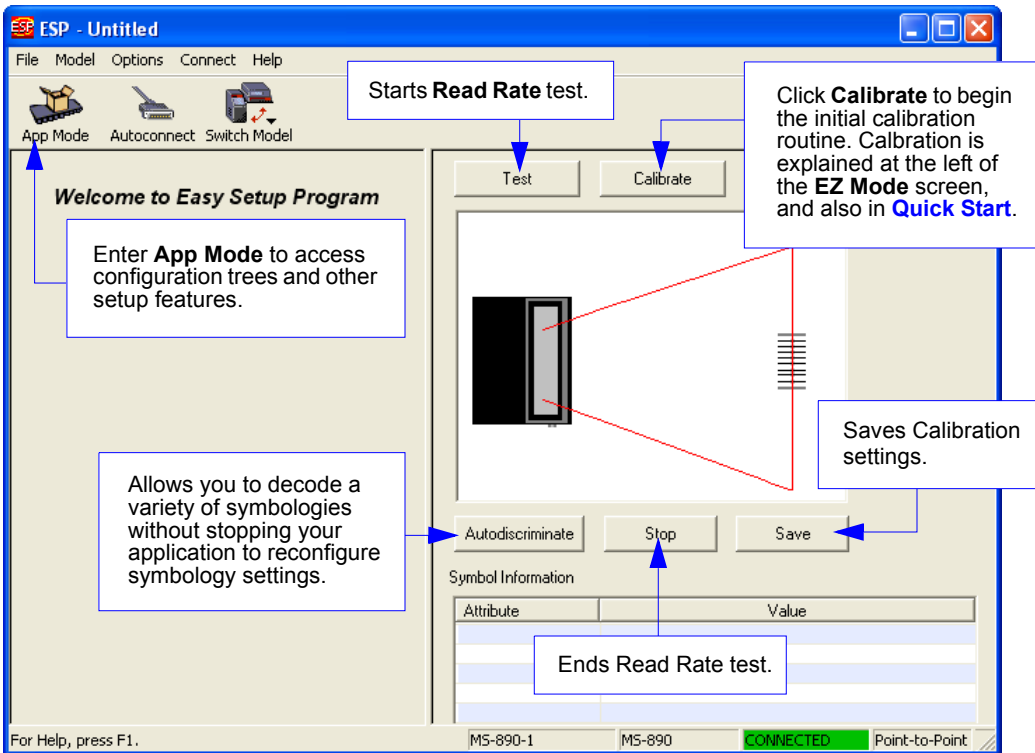 ESP - Untitled
File Model Options Connect Help
App Mode Autoconnect Switch Model
Starts Read Rate test.
Click Calibrate to begin
the initial calibration
routine. Calbration is
explained at the left of
the EZ Mode screen,
and also in Quick Start.
Welcome to Easy Setup Program
Test Calibrate
Enter App Mode to access
configuration trees and other
setup features.
Saves Calibration
settings.
Allows you to decode a
variety of symbologies
without stopping your
application to reconfigure
symbology settings.
Autodiscriminate Stop Save
Symbol Information
Attribute Value
Ends Read Rate test.
For Help, press F1. MS-890-1 MS-890 CONNECTED Point-to-Point